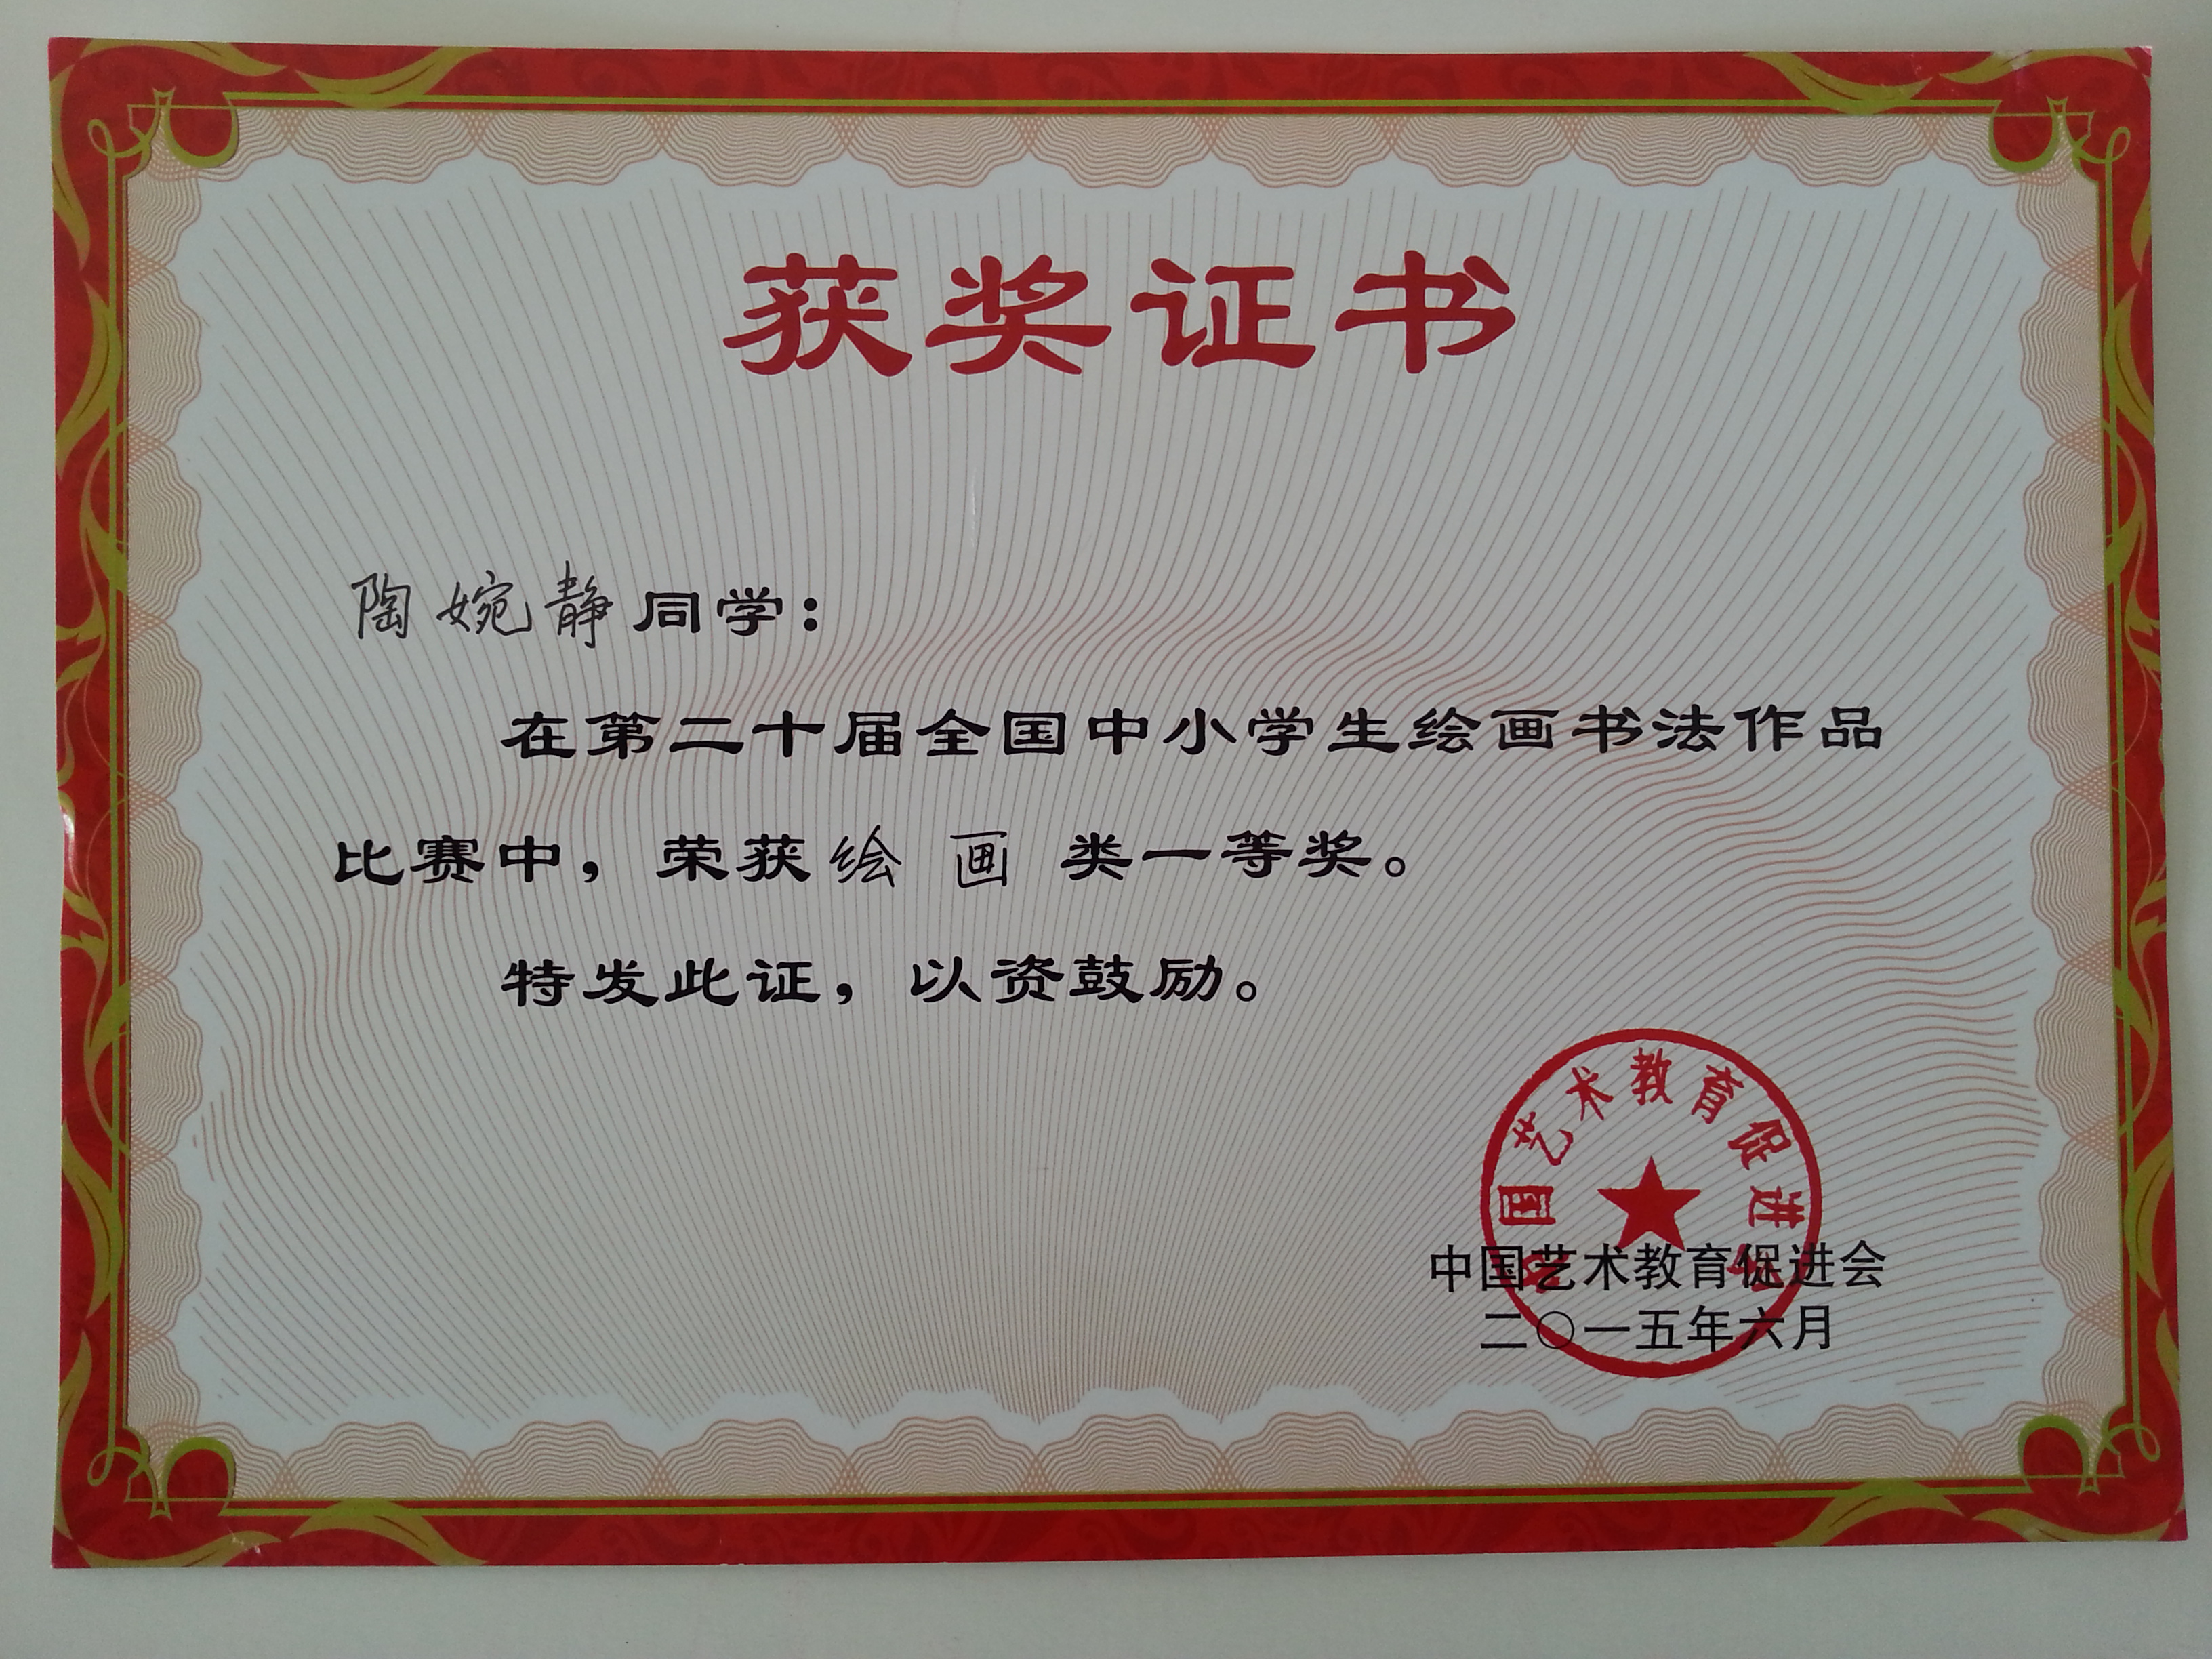 获奖证书
陶婉静同学：
在第二十届全国中小学生绘画书法作品
比赛中，荣获绘画类一等奖。
特发此证，以资鼓励。
国艺术教育促进
中国艺术教育促进会
二〇一五年六月